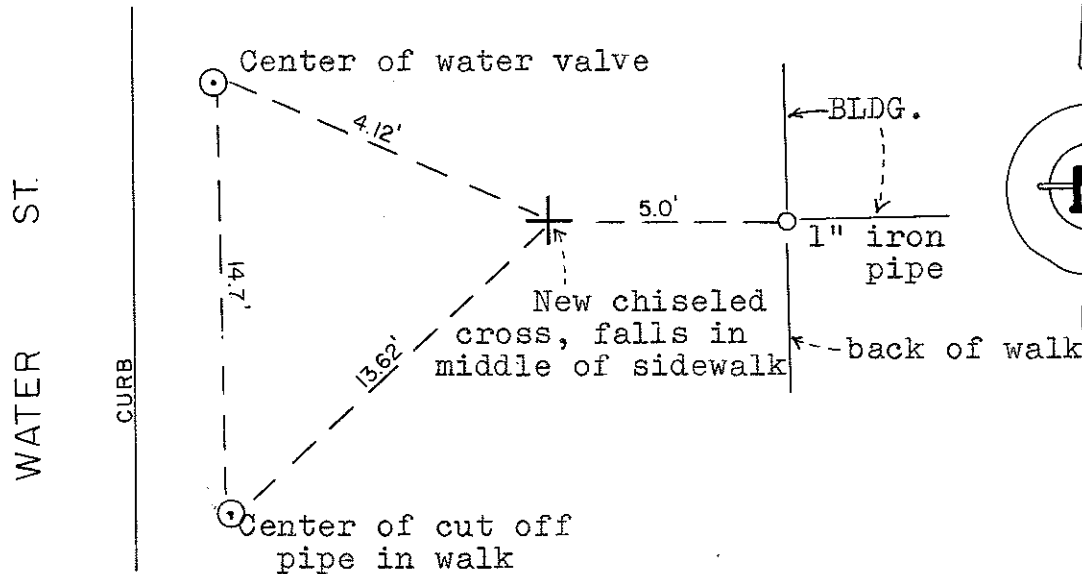 Center of water valve
4.12'
BLDG.
WATER ST.
5.0'
1" iron
pipe
14.7'
New chiseled
cross, falls in
middle of sidewalk
back of walk
13.62'
CURB
Center of cut off
pipe in walk